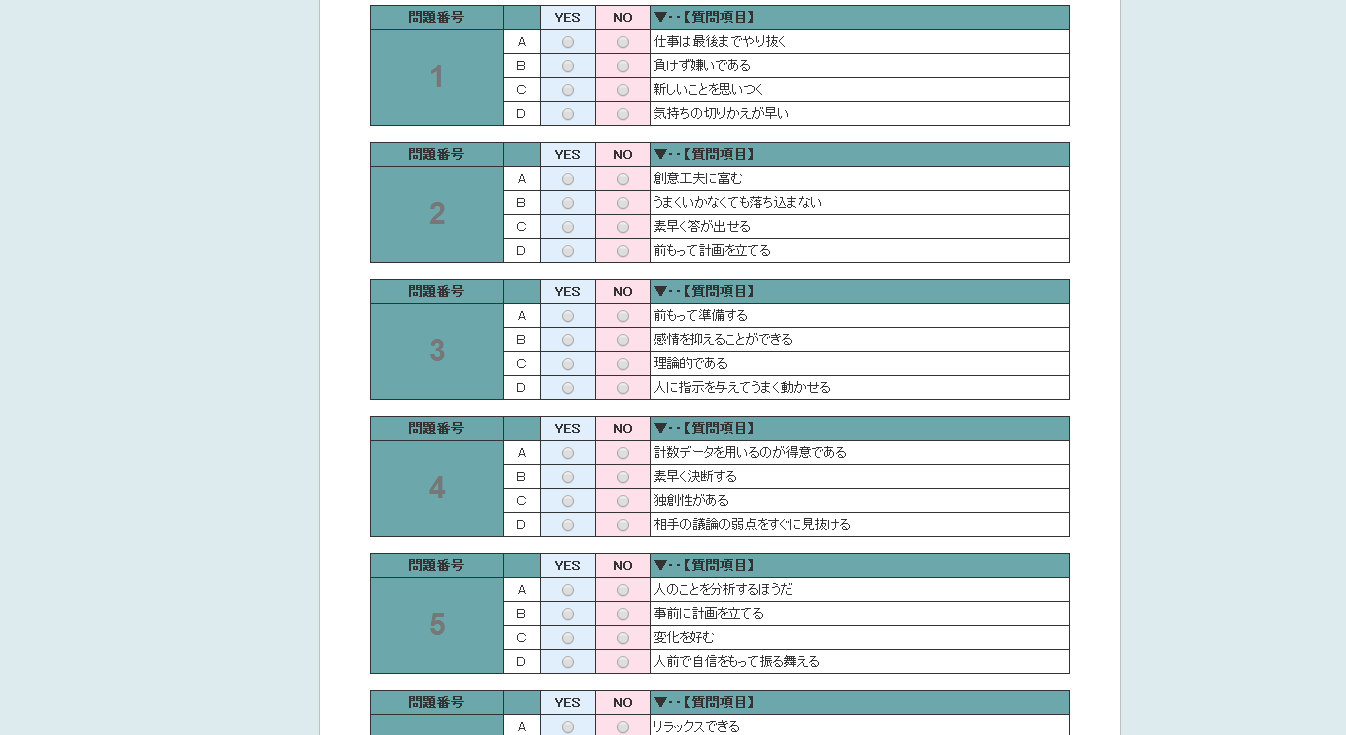 問題番号 YES NO ▼--【質問項目】
1
A 仕事は最後までやり抜く
B 負けず嫌いである
C 新しいことを思いつく
D 気持ちの切りかえが早い
問題番号 YES NO ▼--【質問項目】
2
A 創意工夫に富む
B うまくいかなくても落ち込まない
C 素早く答が出せる
D 前もって計画を立てる
問題番号 YES NO ▼--【質問項目】
3
A 前もって準備する
B 感情を抑えることができる
C 理論的である
D 人に指示を与えてうまく動かせる
問題番号 YES NO ▼--【質問項目】
4
A 計数データを用いるのが得意である
B 素早く決断する
C 独創性がある
D 相手の議論の弱点をすぐに見抜ける
問題番号 YES NO ▼--【質問項目】
5
A 人のことを分析するほうだ
B 事前に計画を立てる
C 変化を好む
D 人前で自信をもって振る舞える
問題番号 YES NO ▼--【質問項目】
A リラックスできる